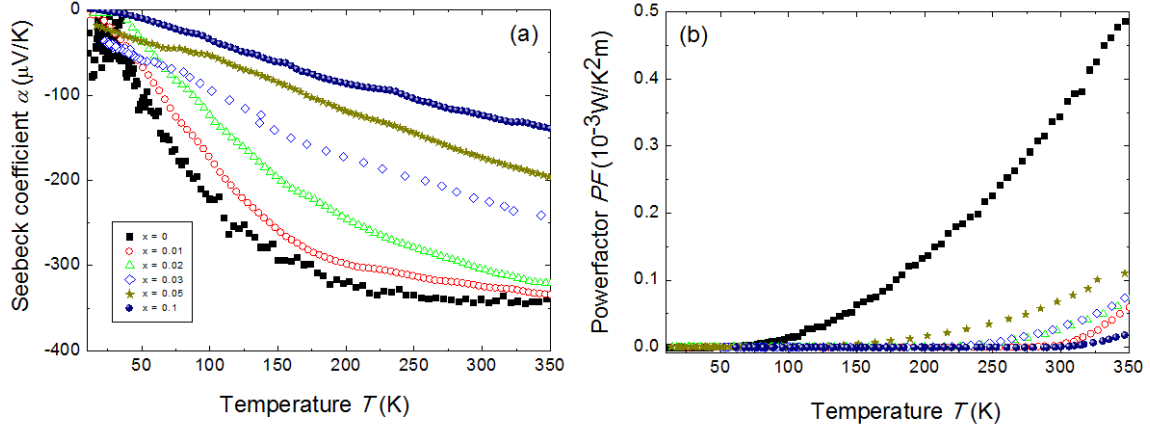 (a)
Seebeck coefficient α (μV/K)
0
-100
-200
-300
-400
x = 0
x = 0.01
x = 0.02
x = 0.03
x = 0.05
x = 0.1
50 100 150 200 250 300 350
Temperature T (K)
(b)
Powerfactor PF (10⁻³W/K²m)
0.5
0.4
0.3
0.2
0.1
0.0
50 100 150 200 250 300 350
Temperature T (K)